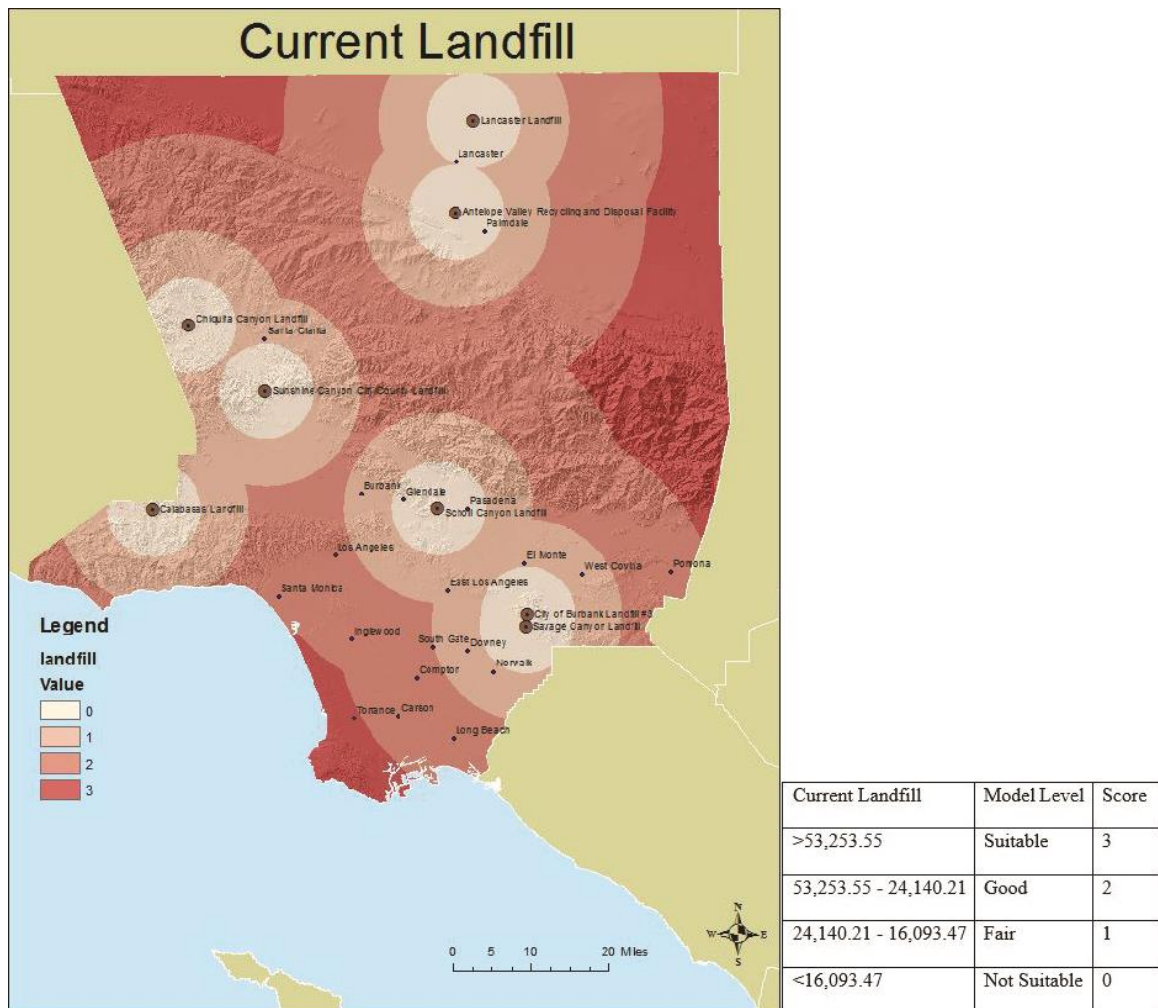 Current Landfill
Lancaster Landfill
Lancaster
Antelope Valley Recycling and Disposal Facility
Palmdale
Chiquita Canyon Landfill
Santa Clarita
Sunshine Canyon City County Landfill
Burbank
Glendale
Pasadena
Scholl Canyon Landfill
Calabasas Landfill
Los Angeles
El Monte
West Covina
Pomona
Santa Monica
East Los Angeles
City of Burbank Landfill #3
Savage Canyon Landfill
Inglewood
South Gate
Downey
Norwalk
Compton
Torrance
Carson
Long Beach
Legend
landfill
Value
0
1
2
3
N
W E
S
0 5 10 20 Miles
Current Landfill Model Level Score
>53,253.55 Suitable 3
53,253.55 - 24,140.21 Good 2
24,140.21 - 16,093.47 Fair 1
<16,093.47 Not Suitable 0